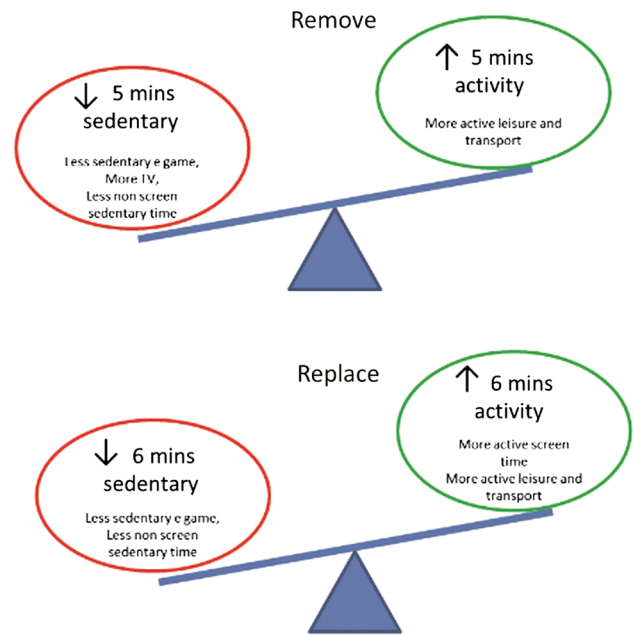 Remove
↓ 5 mins
sedentary
Less sedentary e game,
More TV,
Less non screen
sedentary time
↑ 5 mins
activity
More active leisure and
transport
Replace
↓ 6 mins
sedentary
Less sedentary e game,
Less non screen
sedentary time
↑ 6 mins
activity
More active screen
time
More active leisure and
transport